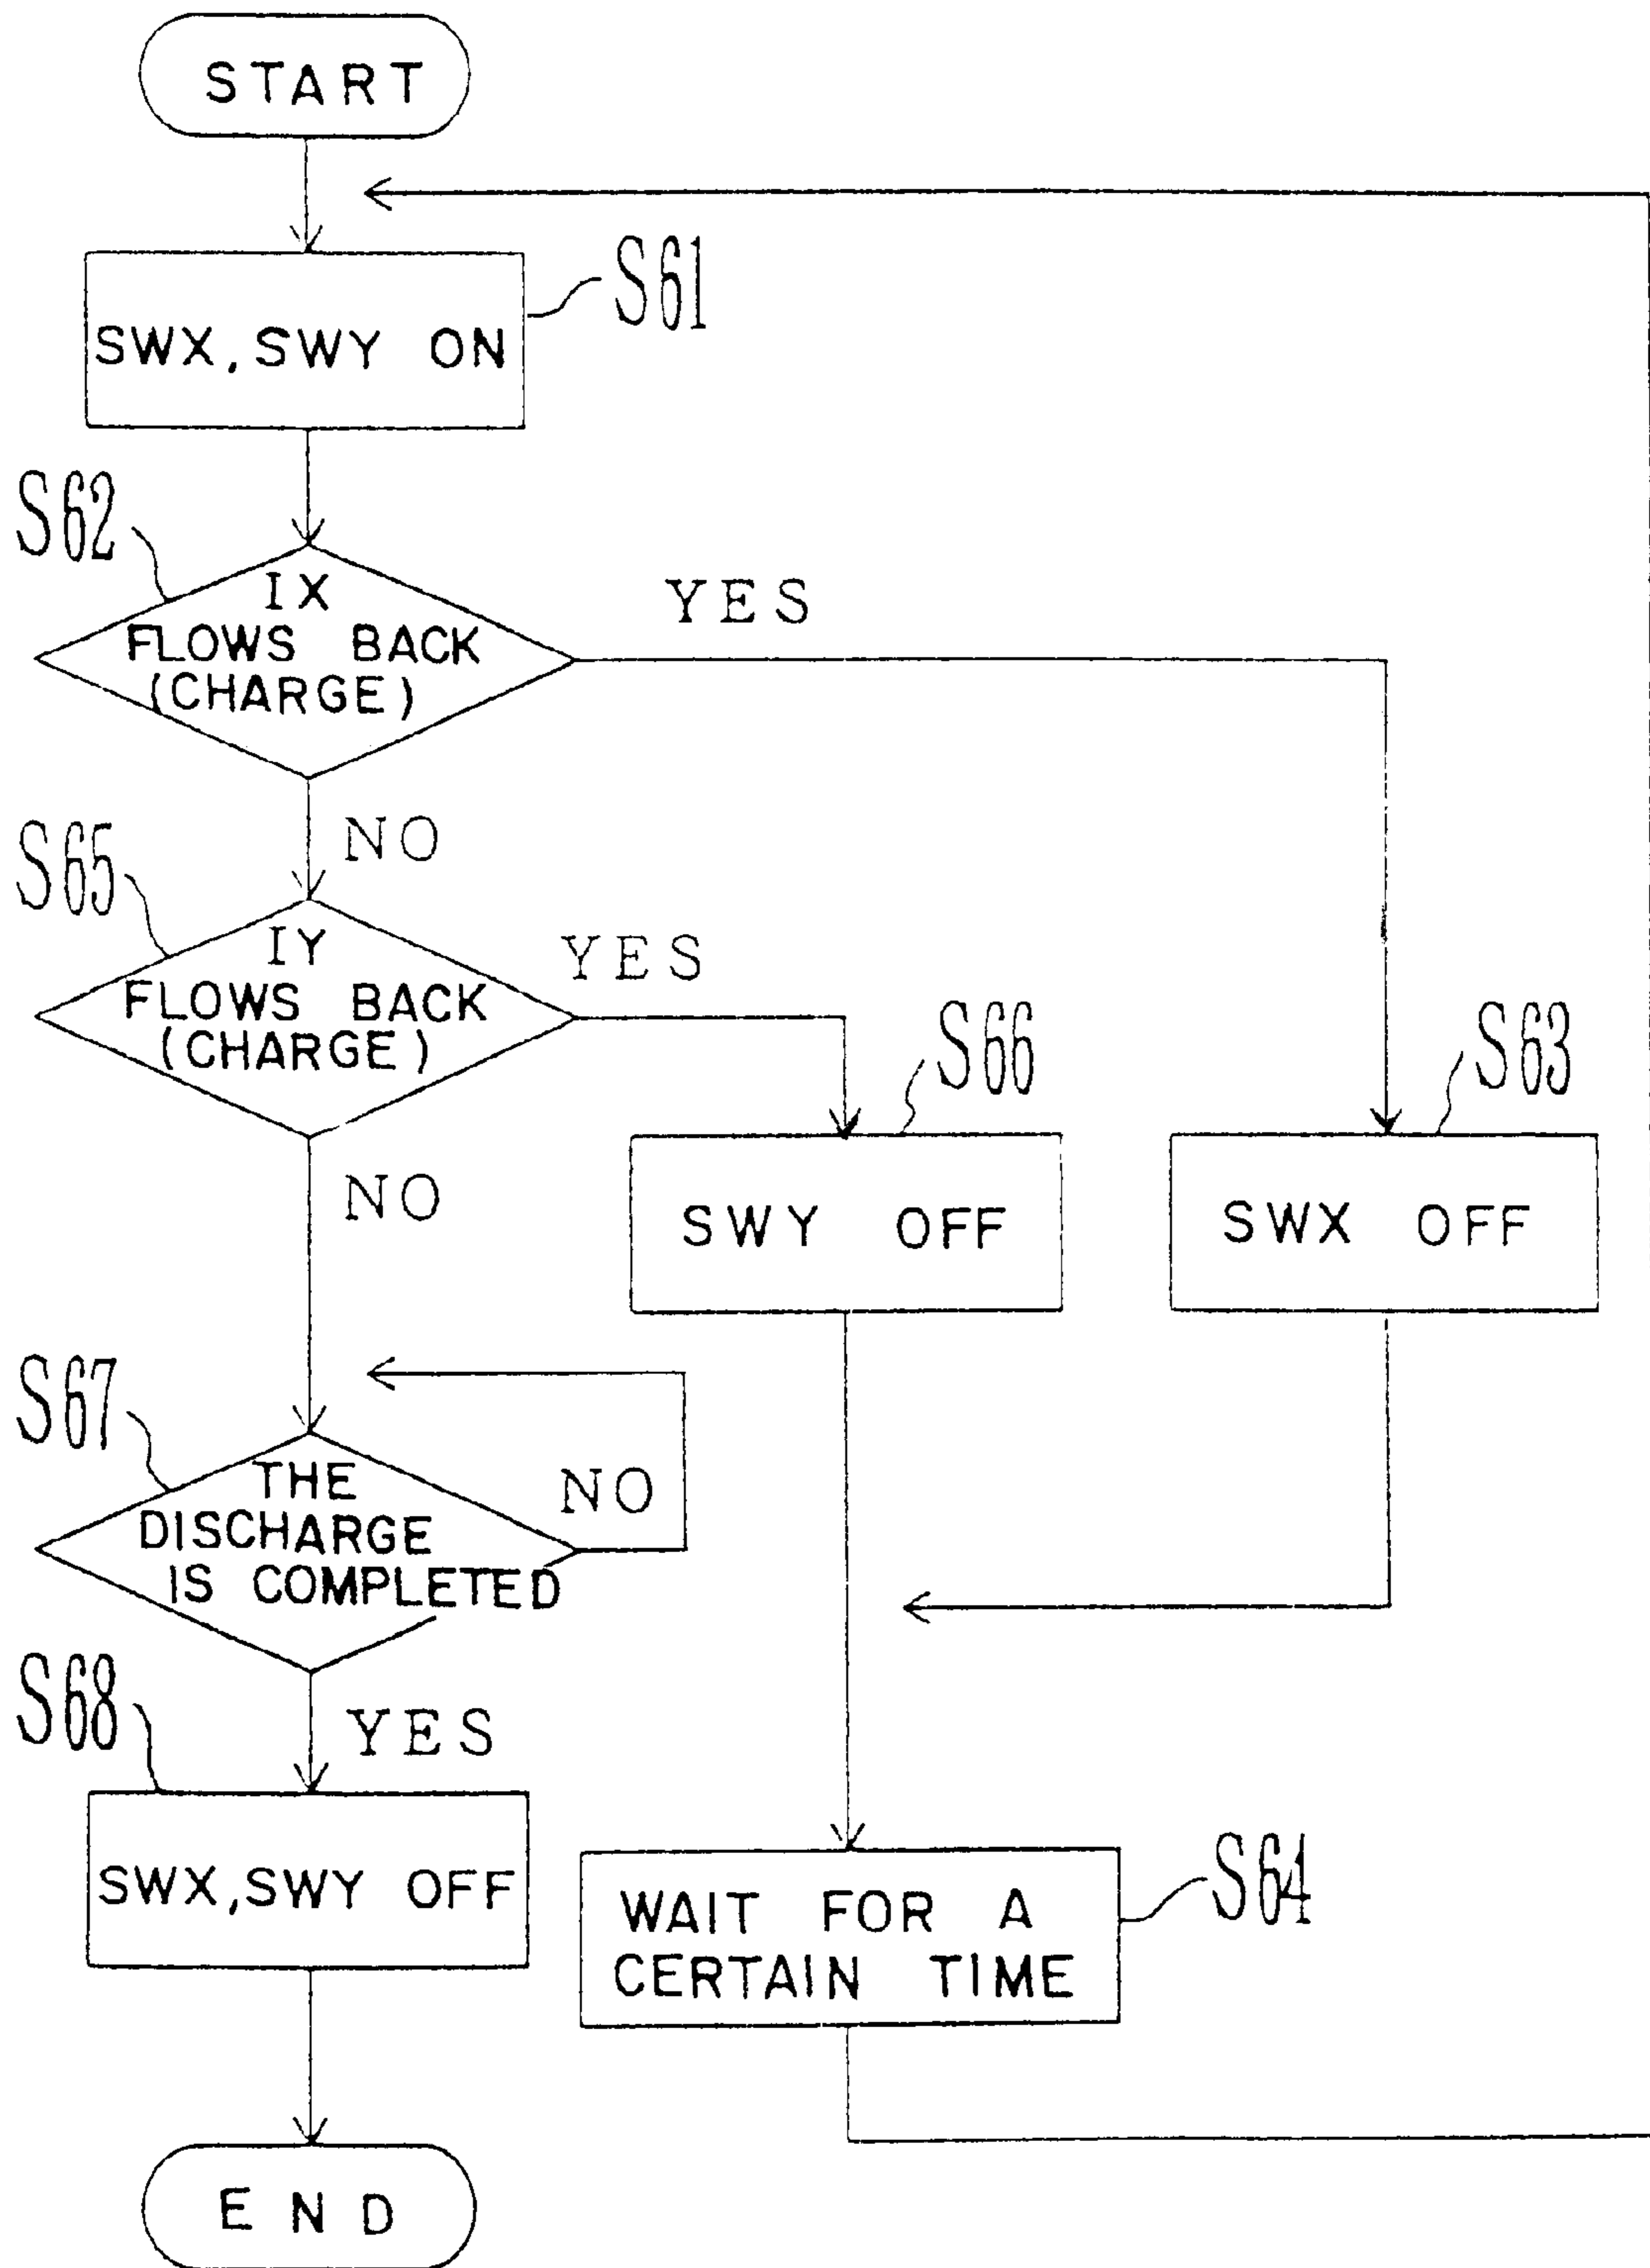 START
SWX, SWY ON
S61
S62
IX
FLOWS BACK
(CHARGE)
YES
NO
S65
IY
FLOWS BACK
(CHARGE)
YES
NO
S66
SWY OFF
S63
SWX OFF
S67
THE
DISCHARGE
IS COMPLETED
NO
YES
S68
SWX, SWY OFF
S64
WAIT FOR A
CERTAIN TIME
END